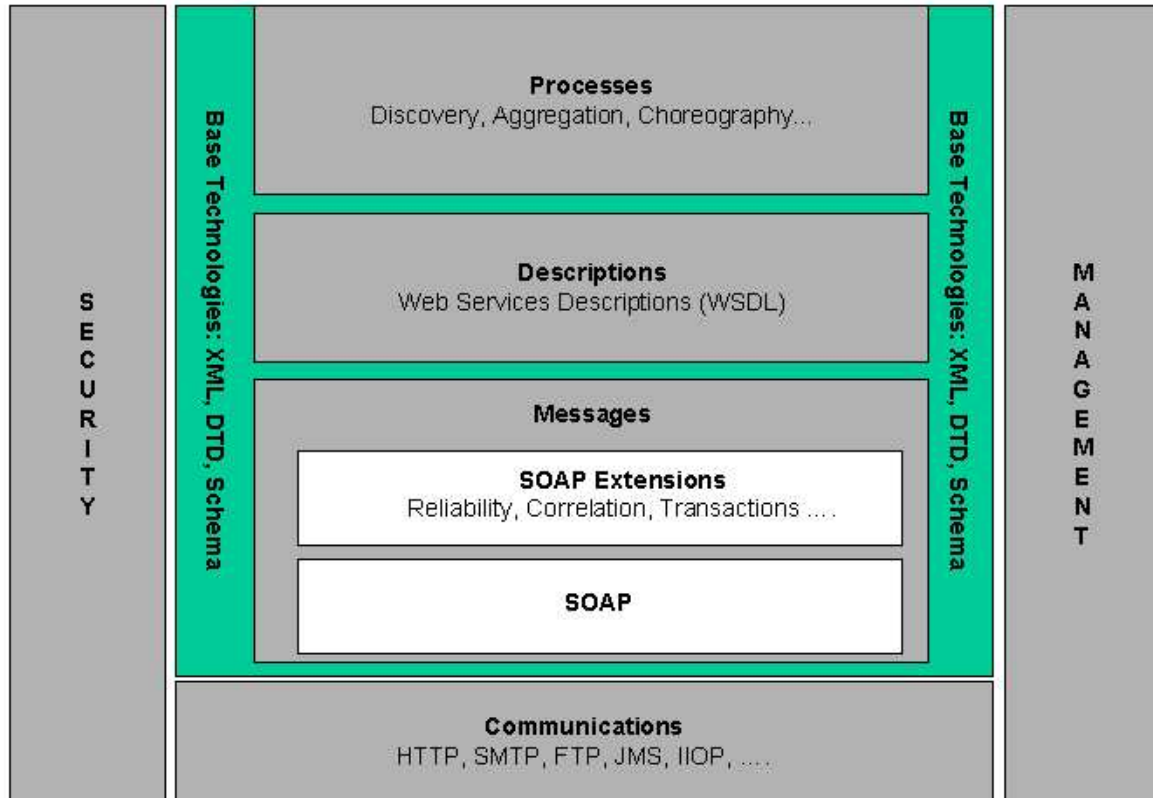 SECURITY
Base Technologies: XML, DTD, Schema
Processes
Discovery, Aggregation, Choreography...
Descriptions
Web Services Descriptions (WSDL)
Messages
SOAP Extensions
Reliability, Correlation, Transactions ....
SOAP
Base Technologies: XML, DTD, Schema
MANAGEMENT
Communications
HTTP, SMTP, FTP, JMS, IIOP, ....